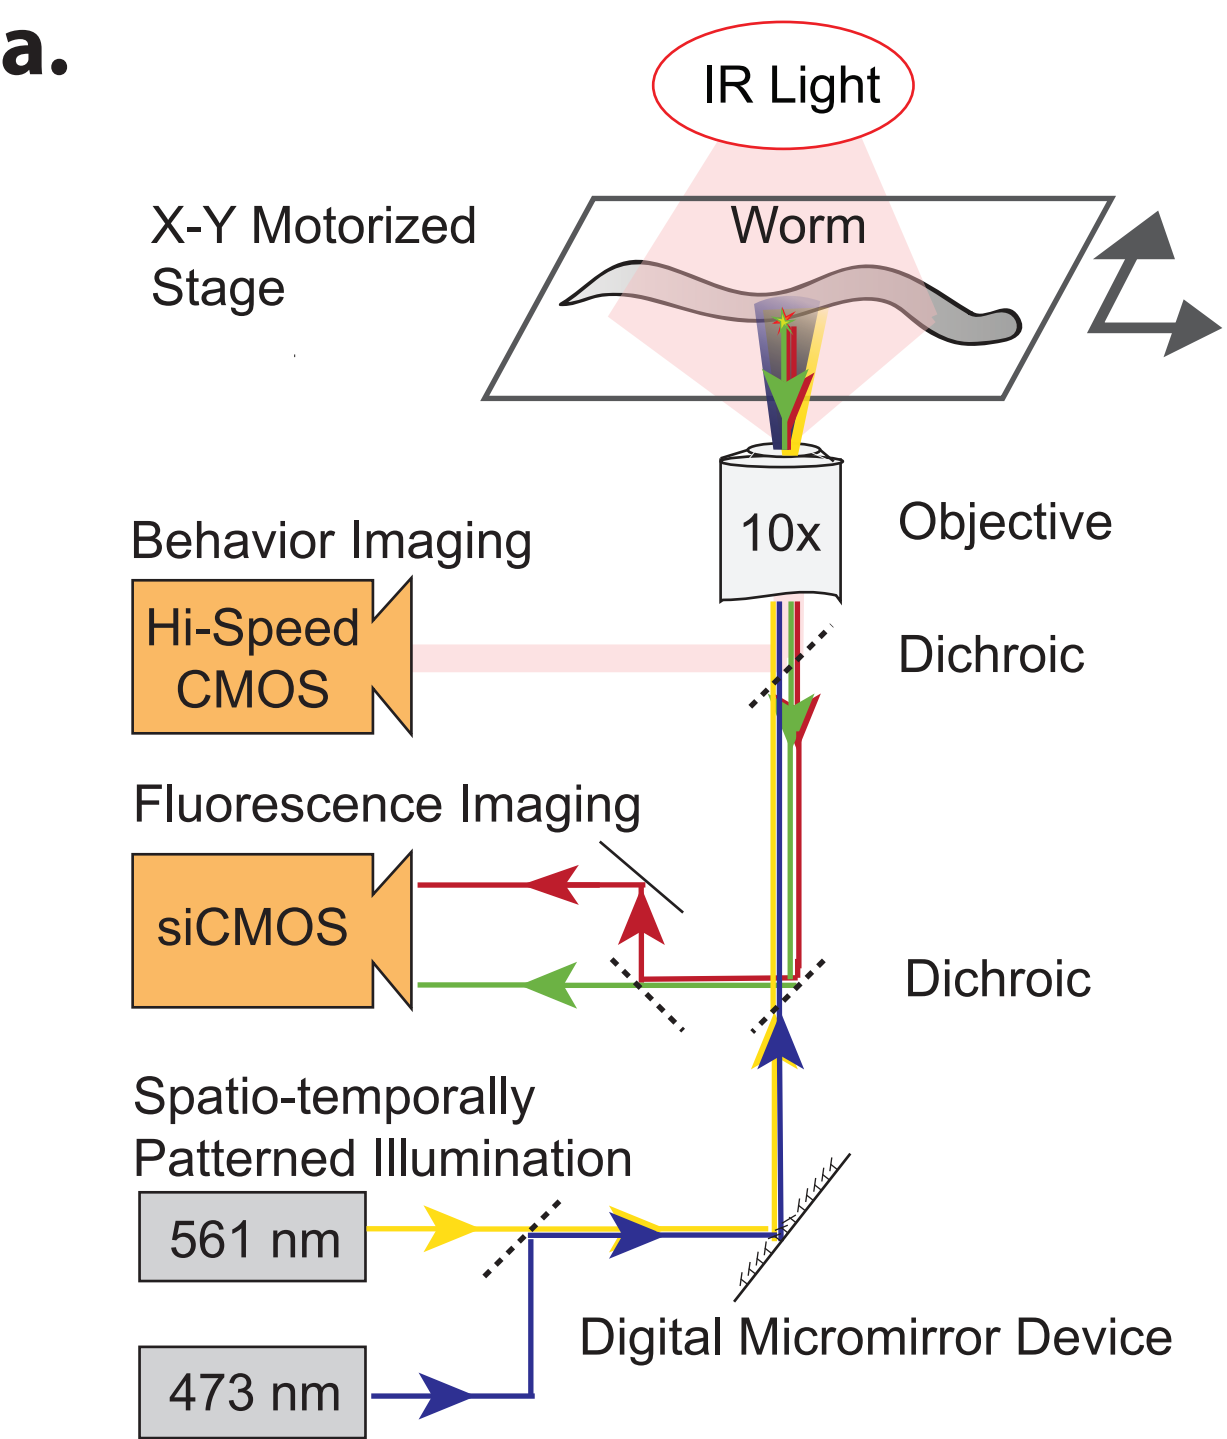 a.
IR Light
X-Y Motorized
Stage
Worm
10x
Objective
Behavior Imaging
Hi-Speed
CMOS
Dichroic
Fluorescence Imaging
siCMOS
Dichroic
Spatio-temporally
Patterned Illumination
561 nm
Digital Micromirror Device
473 nm